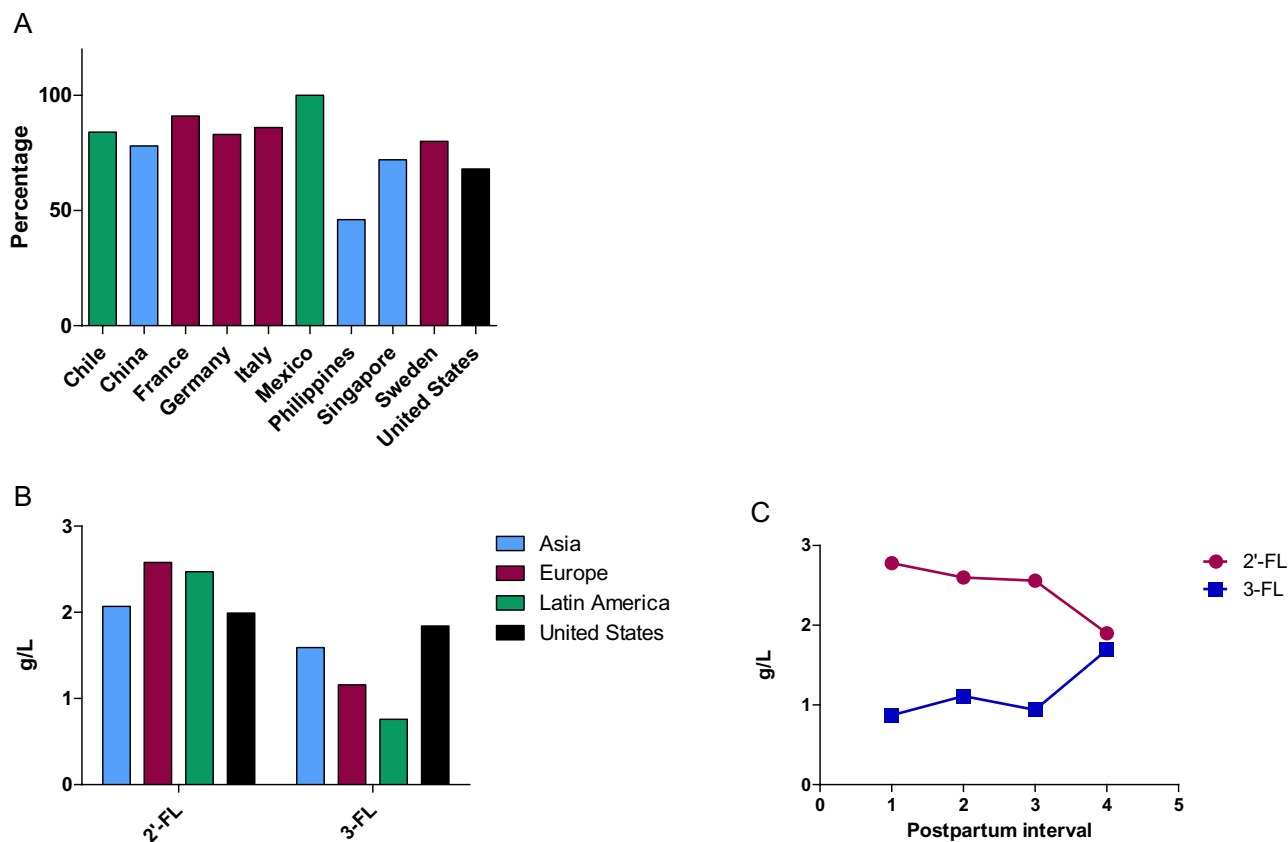 A
Percentage
100
50
0
Chile
China
France
Germany
Italy
Mexico
Philippines
Singapore
Sweden
United States
B
g/L
3
2
1
0
2'-FL
3-FL
Asia
Europe
Latin America
United States
C
g/L
3
2
1
0
0
1
2
3
4
5
Postpartum interval
2'-FL
3-FL